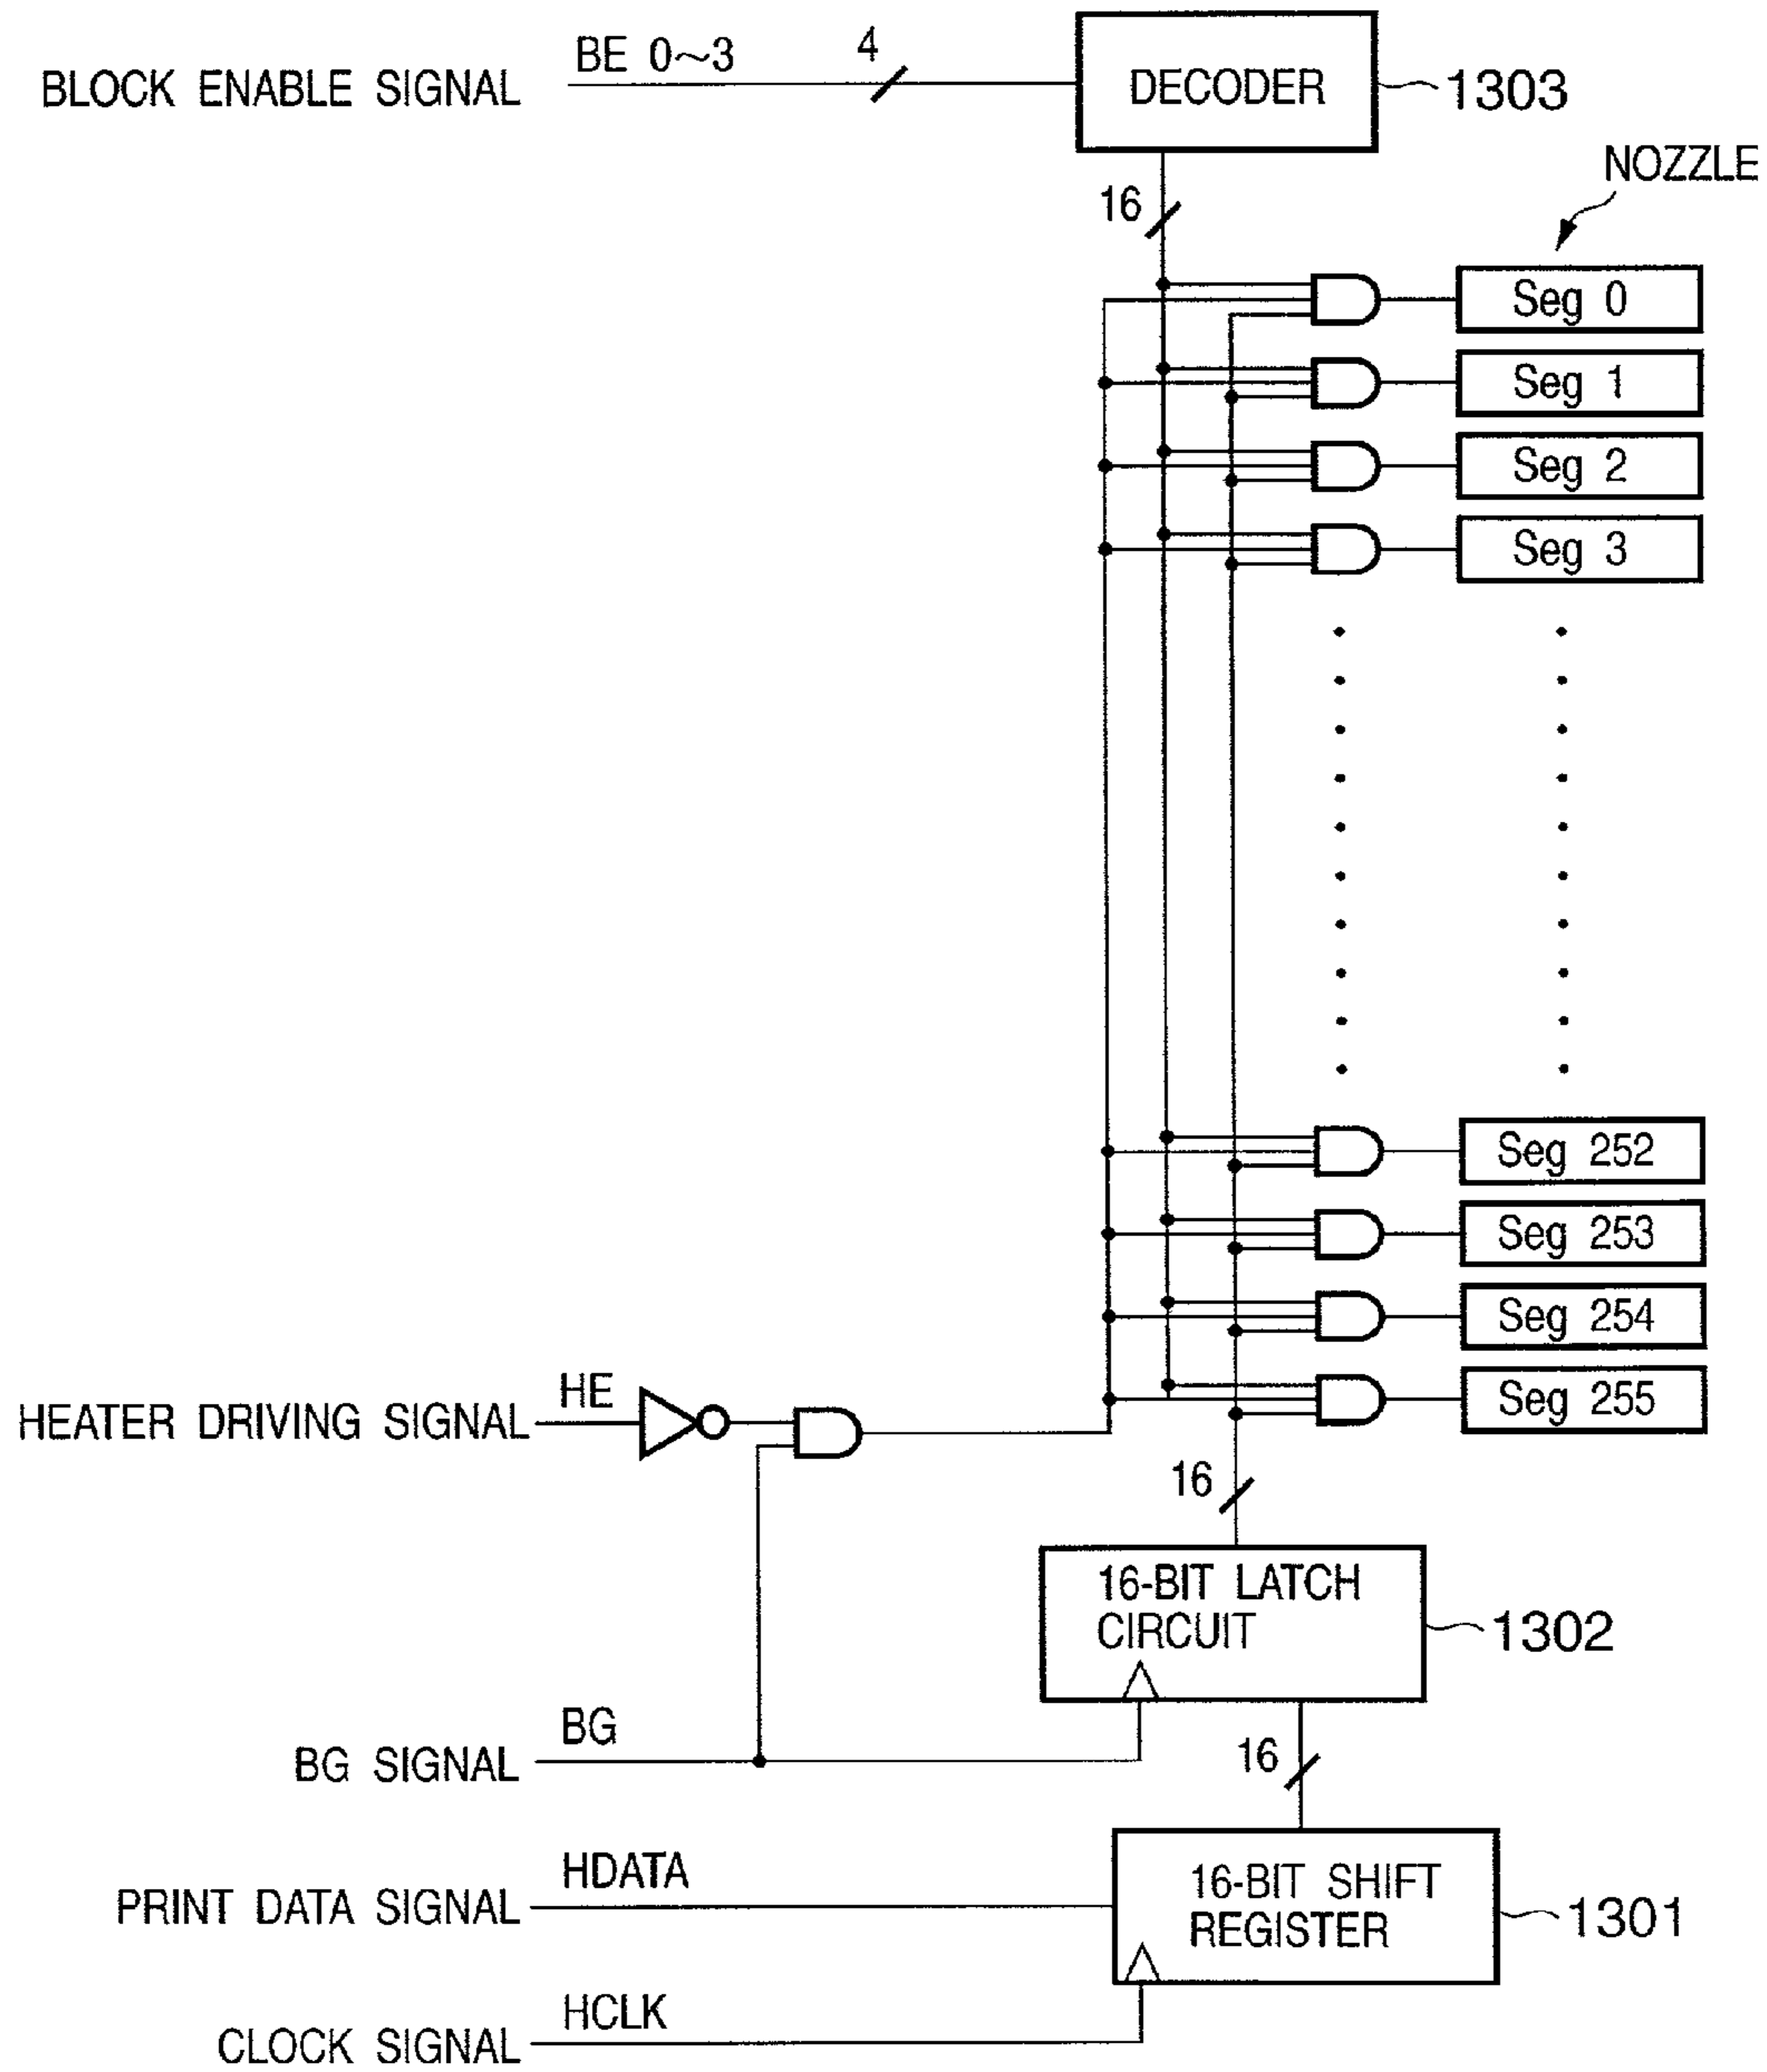 BLOCK ENABLE SIGNAL
BE 0~3
4
DECODER
1303
16
NOZZLE
Seg 0
Seg 1
Seg 2
Seg 3
Seg 252
Seg 253
Seg 254
Seg 255
HEATER DRIVING SIGNAL
HE
16
16-BIT LATCH
CIRCUIT
1302
BG SIGNAL
BG
16
PRINT DATA SIGNAL
HDATA
16-BIT SHIFT
REGISTER
1301
CLOCK SIGNAL
HCLK